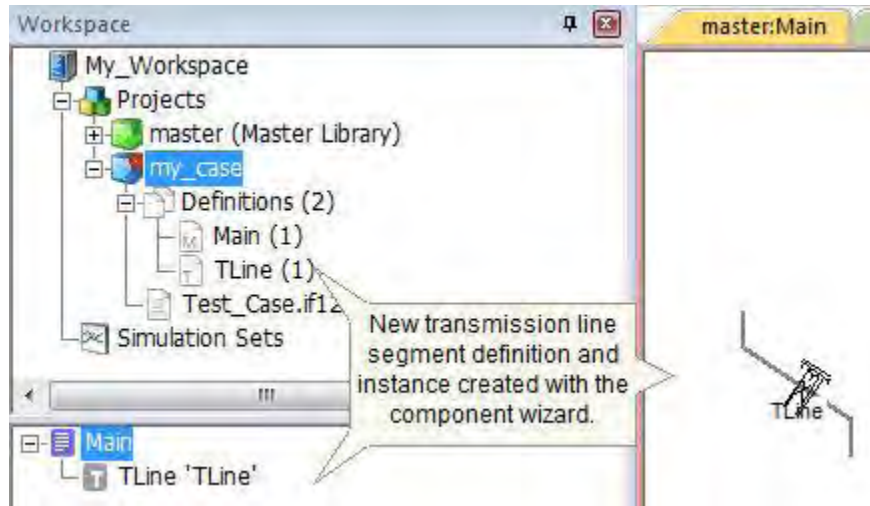 Workspace
master:Main
My_Workspace
Projects
master (Master Library)
my_case
Definitions (2)
Main (1)
TLine (1)
Test_Case.if12
Simulation Sets
New transmission line
segment definition and
instance created with the
component wizard.
TLine
Main
TLine 'TLine'